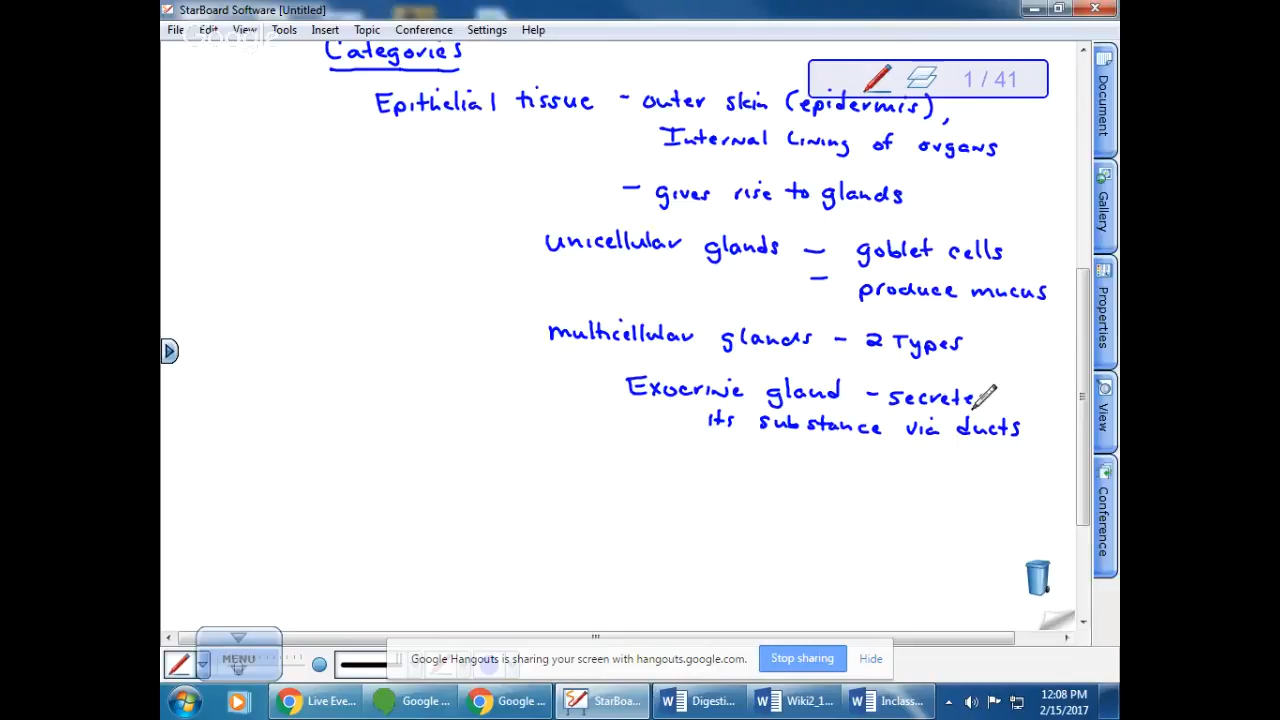 StarBoard Software [Untitled]
File Edit View Tools Insert Topic Conference Settings Help
Google
Categories
1 / 41
Epithelial tissue - outer skin (epidermis),
Internal Lining of organs
- gives rise to glands
unicellular glands - goblet cells
- produce mucus
multicellular glands - 2 Types
Exocrine gland - secrete
its substance via ducts
Document
Gallery
Properties
View
Conference
MENU
Google Hangouts is sharing your screen with hangouts.google.com. Stop sharing Hide
Live Eve... Google ... Google ... StarBoa... Digesti... Wiki2_1... Inclass...
12:08 PM
2/15/2017